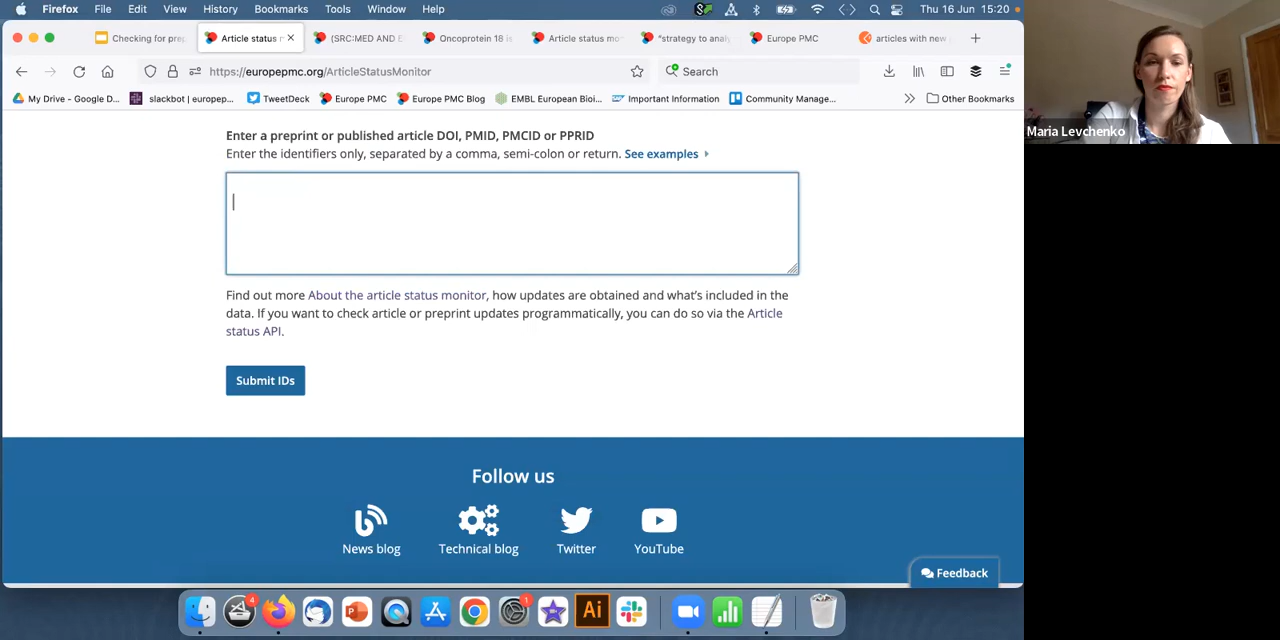 Firefox File Edit View History Bookmarks Tools Window Help Thu 16 Jun 15:20
Checking for prep Article status m (SRC:MED AND E Oncoprotein 18 is Article status mo "strategy to analy Europe PMC articles with new
https://europepmc.org/ArticleStatusMonitor Search
My Drive - Google D... slackbot | europep... TweetDeck Europe PMC Europe PMC Blog EMBL European Bioi... Important Information Community Manage... Other Bookmarks
Maria Levchenko
Enter a preprint or published article DOI, PMID, PMCID or PPRID
Enter the identifiers only, separated by a comma, semi-colon or return. See examples
Find out more About the article status monitor, how updates are obtained and what's included in the
data. If you want to check article or preprint updates programmatically, you can do so via the Article
status API.
Submit IDs
Follow us
News blog Technical blog Twitter YouTube
Feedback
4 1 Ai